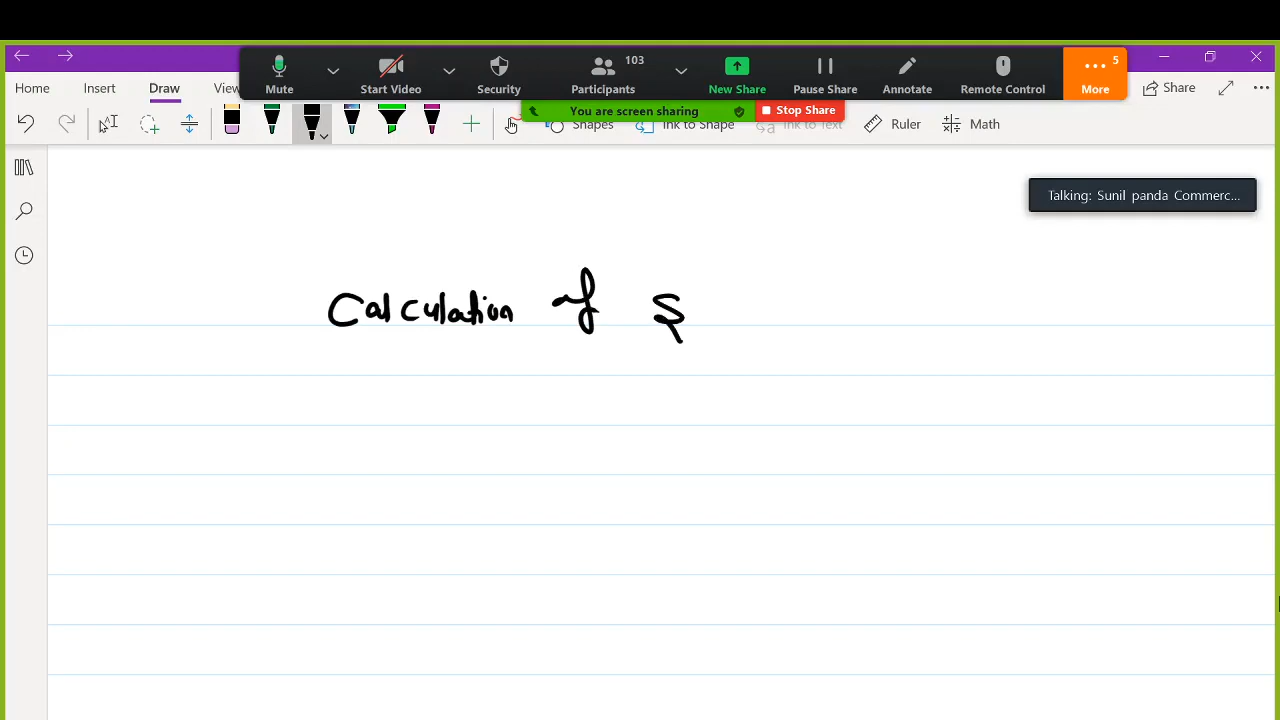 Mute
Start Video
Security
103
Participants
New Share
Pause Share
Annotate
Remote Control
5
More
Home
Insert
Draw
View
Share
You are screen sharing
Stop Share
Shapes
Ink to Shape
Ink to Text
Ruler
Math
Talking: Sunil panda Commerc...
Calculation of